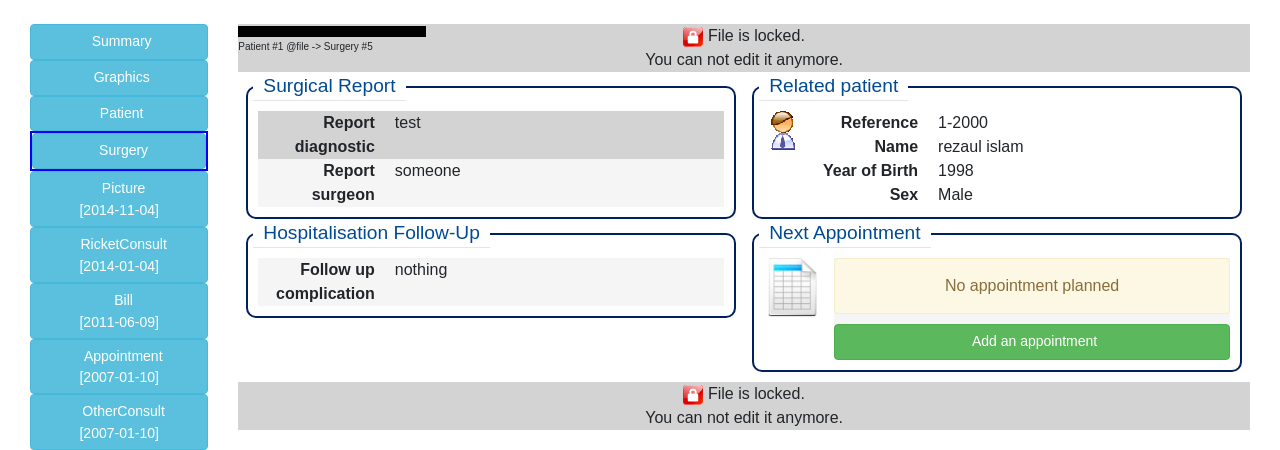 Summary
Graphics
Patient
Surgery
Picture
[2014-11-04]
RicketConsult
[2014-01-04]
Bill
[2011-06-09]
Appointment
[2007-01-10]
OtherConsult
[2007-01-10]
Patient #1 @file -> Surgery #5
File is locked.
You can not edit it anymore.
Surgical Report
Report diagnostic test
Report surgeon someone
Hospitalisation Follow-Up
Follow up complication nothing
Related patient
Reference 1-2000
Name rezaul islam
Year of Birth 1998
Sex Male
Next Appointment
No appointment planned
Add an appointment
File is locked.
You can not edit it anymore.